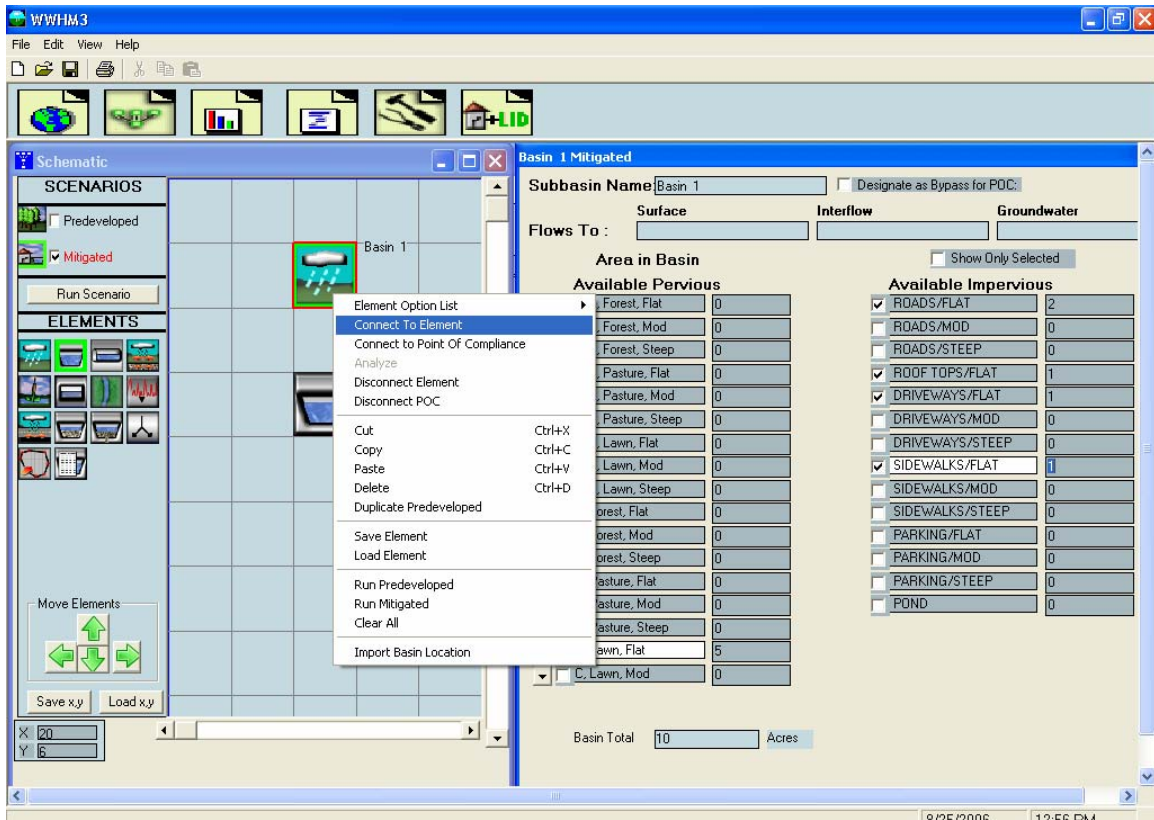 WWHM3
File Edit View Help
+LID
Schematic
SCENARIOS
Predeveloped
Mitigated
Run Scenario
ELEMENTS
Move Elements
Save x,y Load x,y
X 20
Y 6
Basin 1
Element Option List
Connect To Element
Connect to Point Of Compliance
Analyze
Disconnect Element
Disconnect POC
Cut Ctrl+X
Copy Ctrl+C
Paste Ctrl+V
Delete Ctrl+D
Duplicate Predeveloped
Save Element
Load Element
Run Predeveloped
Run Mitigated
Clear All
Import Basin Location
Basin 1 Mitigated
Subbasin Name: Basin 1 Designate as Bypass for POC:
Surface Interflow Groundwater
Flows To :
Area in Basin Show Only Selected
Available Pervious Available Impervious
, Forest, Flat 0 ROADS/FLAT 2
, Forest, Mod 0 ROADS/MOD 0
, Forest, Steep 0 ROADS/STEEP 0
, Pasture, Flat 0 ROOF TOPS/FLAT 1
, Pasture, Mod 0 DRIVEWAYS/FLAT 1
, Pasture, Steep 0 DRIVEWAYS/MOD 0
, Lawn, Flat 0 DRIVEWAYS/STEEP 0
, Lawn, Mod 0 SIDEWALKS/FLAT 1
, Lawn, Steep 0 SIDEWALKS/MOD 0
orest, Flat 0 SIDEWALKS/STEEP 0
orest, Mod 0 PARKING/FLAT 0
orest, Steep 0 PARKING/MOD 0
asture, Flat 0 PARKING/STEEP 0
asture, Mod 0 POND 0
asture, Steep 0
awn, Flat 5
C, Lawn, Mod 0
Basin Total 10 Acres
8/25/2006 12:56 PM